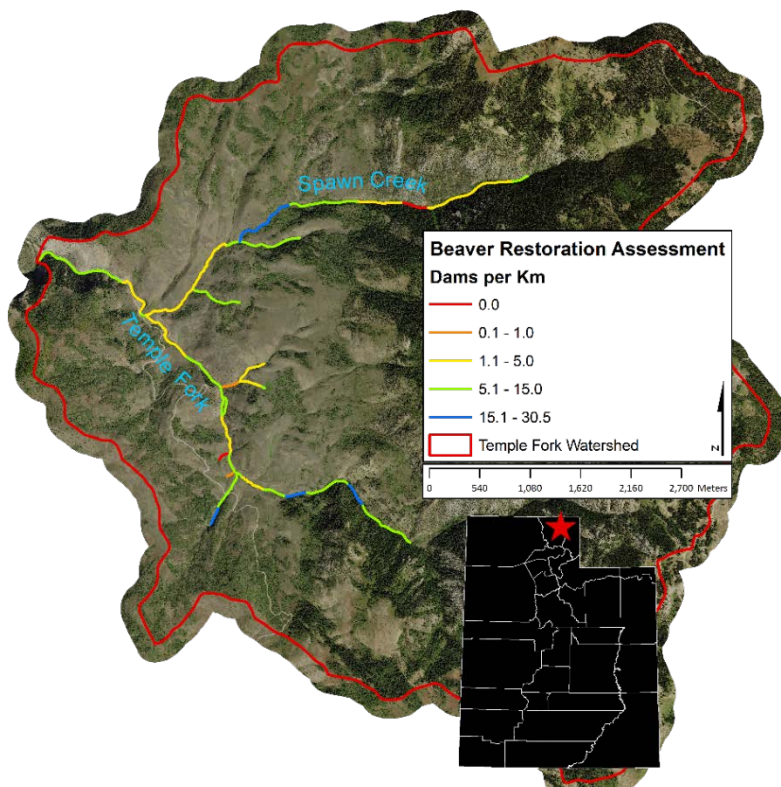 Spawn Creek
Temple Fork
Beaver Restoration Assessment
Dams per Km
0.0
0.1 - 1.0
1.1 - 5.0
5.1 - 15.0
15.1 - 30.5
Temple Fork Watershed
N
0 540 1,080 1,620 2,160 2,700 Meters